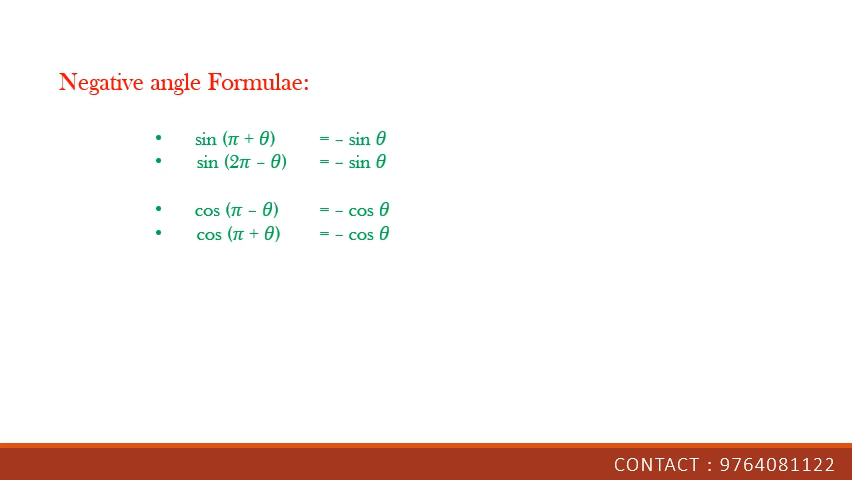 Negative angle Formulae:
• sin (π + θ) = – sin θ
• sin (2π – θ) = – sin θ
• cos (π – θ) = – cos θ
• cos (π + θ) = – cos θ
CONTACT : 9764081122